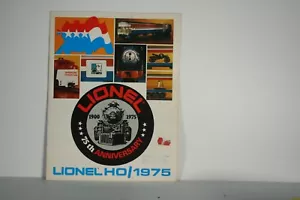 LIONEL
1900 1975
75th ANNIVERSARY
LIONEL HO/1975